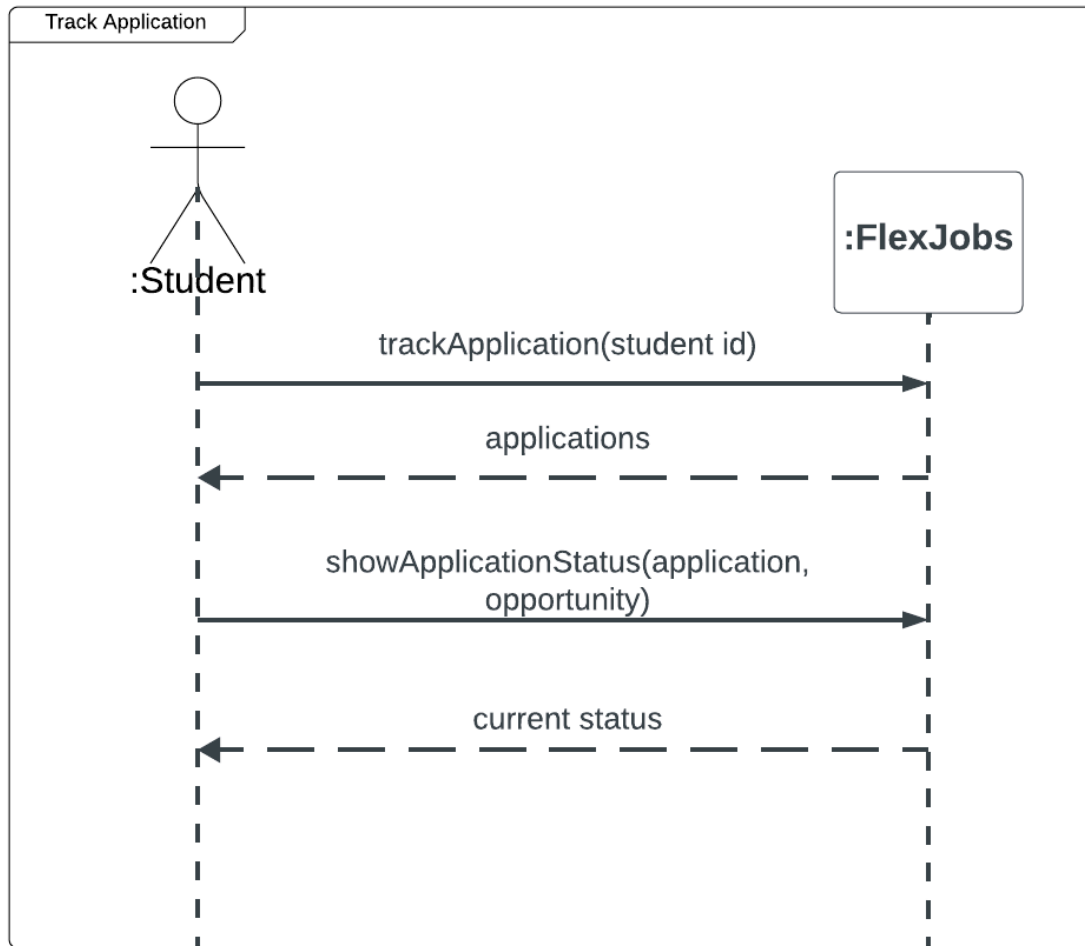 Track Application
:Student
:FlexJobs
trackApplication(student id)
applications
showApplicationStatus(application,
opportunity)
current status